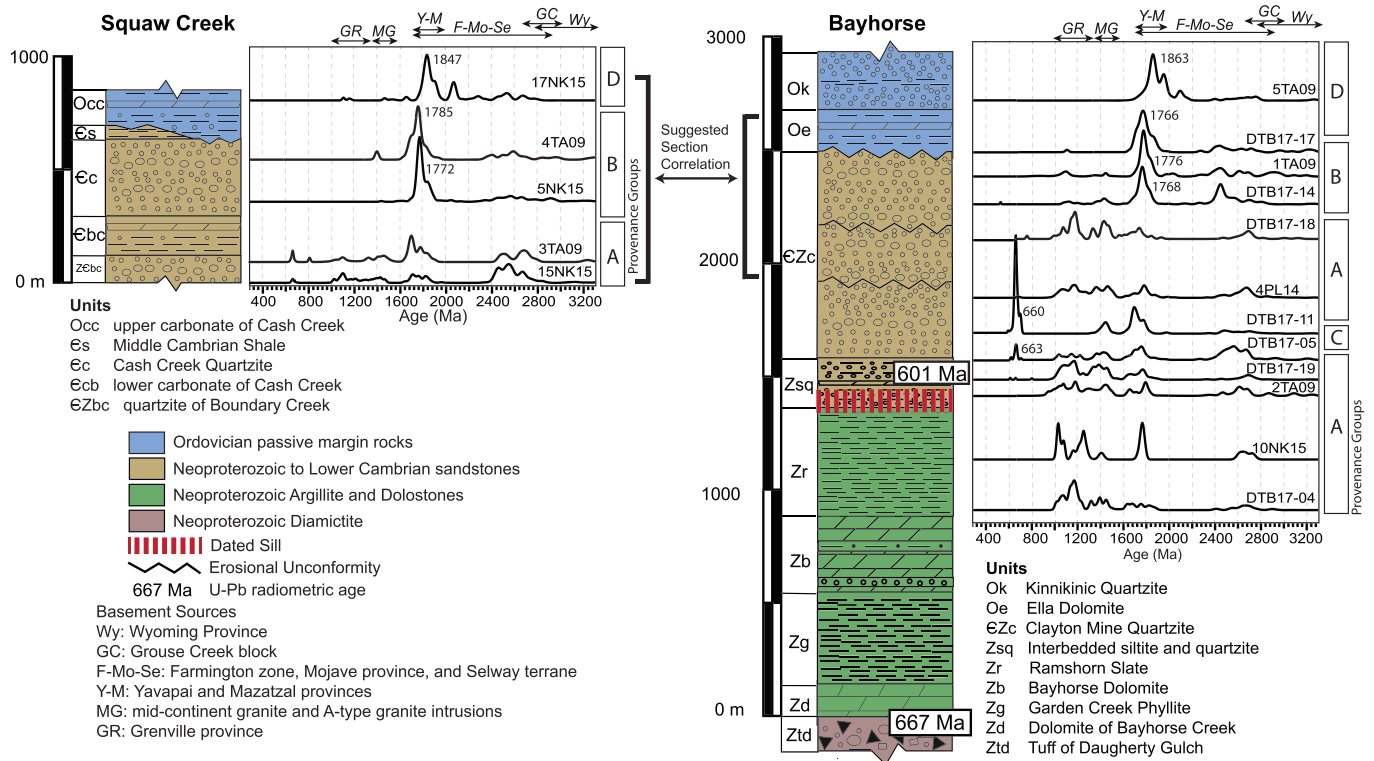 Squaw Creek
GR MG Y-M F-Mo-Se GC Wy
1000
0 m
Occ
Єs
Єc
Єbc
ZЄbc
17NK15
1847
4TA09
1785
5NK15
1772
3TA09
15NK15
D
B
A
Provenance Groups
400 800 1200 1600 2000 2400 2800 3200
Age (Ma)
Suggested
Section
Correlation
Units
Occ upper carbonate of Cash Creek
Єs Middle Cambrian Shale
Єc Cash Creek Quartzite
Єcb lower carbonate of Cash Creek
ЄZbc quartzite of Boundary Creek
Ordovician passive margin rocks
Neoproterozoic to Lower Cambrian sandstones
Neoproterozoic Argillite and Dolostones
Neoproterozoic Diamictite
Dated Sill
Erosional Unconformity
667 Ma U-Pb radiometric age
Basement Sources
Wy: Wyoming Province
GC: Grouse Creek block
F-Mo-Se: Farmington zone, Mojave province, and Selway terrane
Y-M: Yavapai and Mazatzal provinces
MG: mid-continent granite and A-type granite intrusions
GR: Grenville province
Bayhorse
GR MG Y-M F-Mo-Se GC Wy
3000
2000
1000
0 m
Ok
Oe
ЄZc
Zsq
Zr
Zb
Zg
Zd
Ztd
601 Ma
667 Ma
1863
5TA09
1766
DTB17-17
1776
1TA09
1768
DTB17-14
DTB17-18
4PL14
660
DTB17-11
663
DTB17-05
DTB17-19
2TA09
10NK15
DTB17-04
D
B
A
C
A
Provenance Groups
400 800 1200 1600 2000 2400 2800 3200
Age (Ma)
Units
Ok Kinnikinic Quartzite
Oe Ella Dolomite
ЄZc Clayton Mine Quartzite
Zsq Interbedded siltite and quartzite
Zr Ramshorn Slate
Zb Bayhorse Dolomite
Zg Garden Creek Phyllite
Zd Dolomite of Bayhorse Creek
Ztd Tuff of Daugherty Gulch